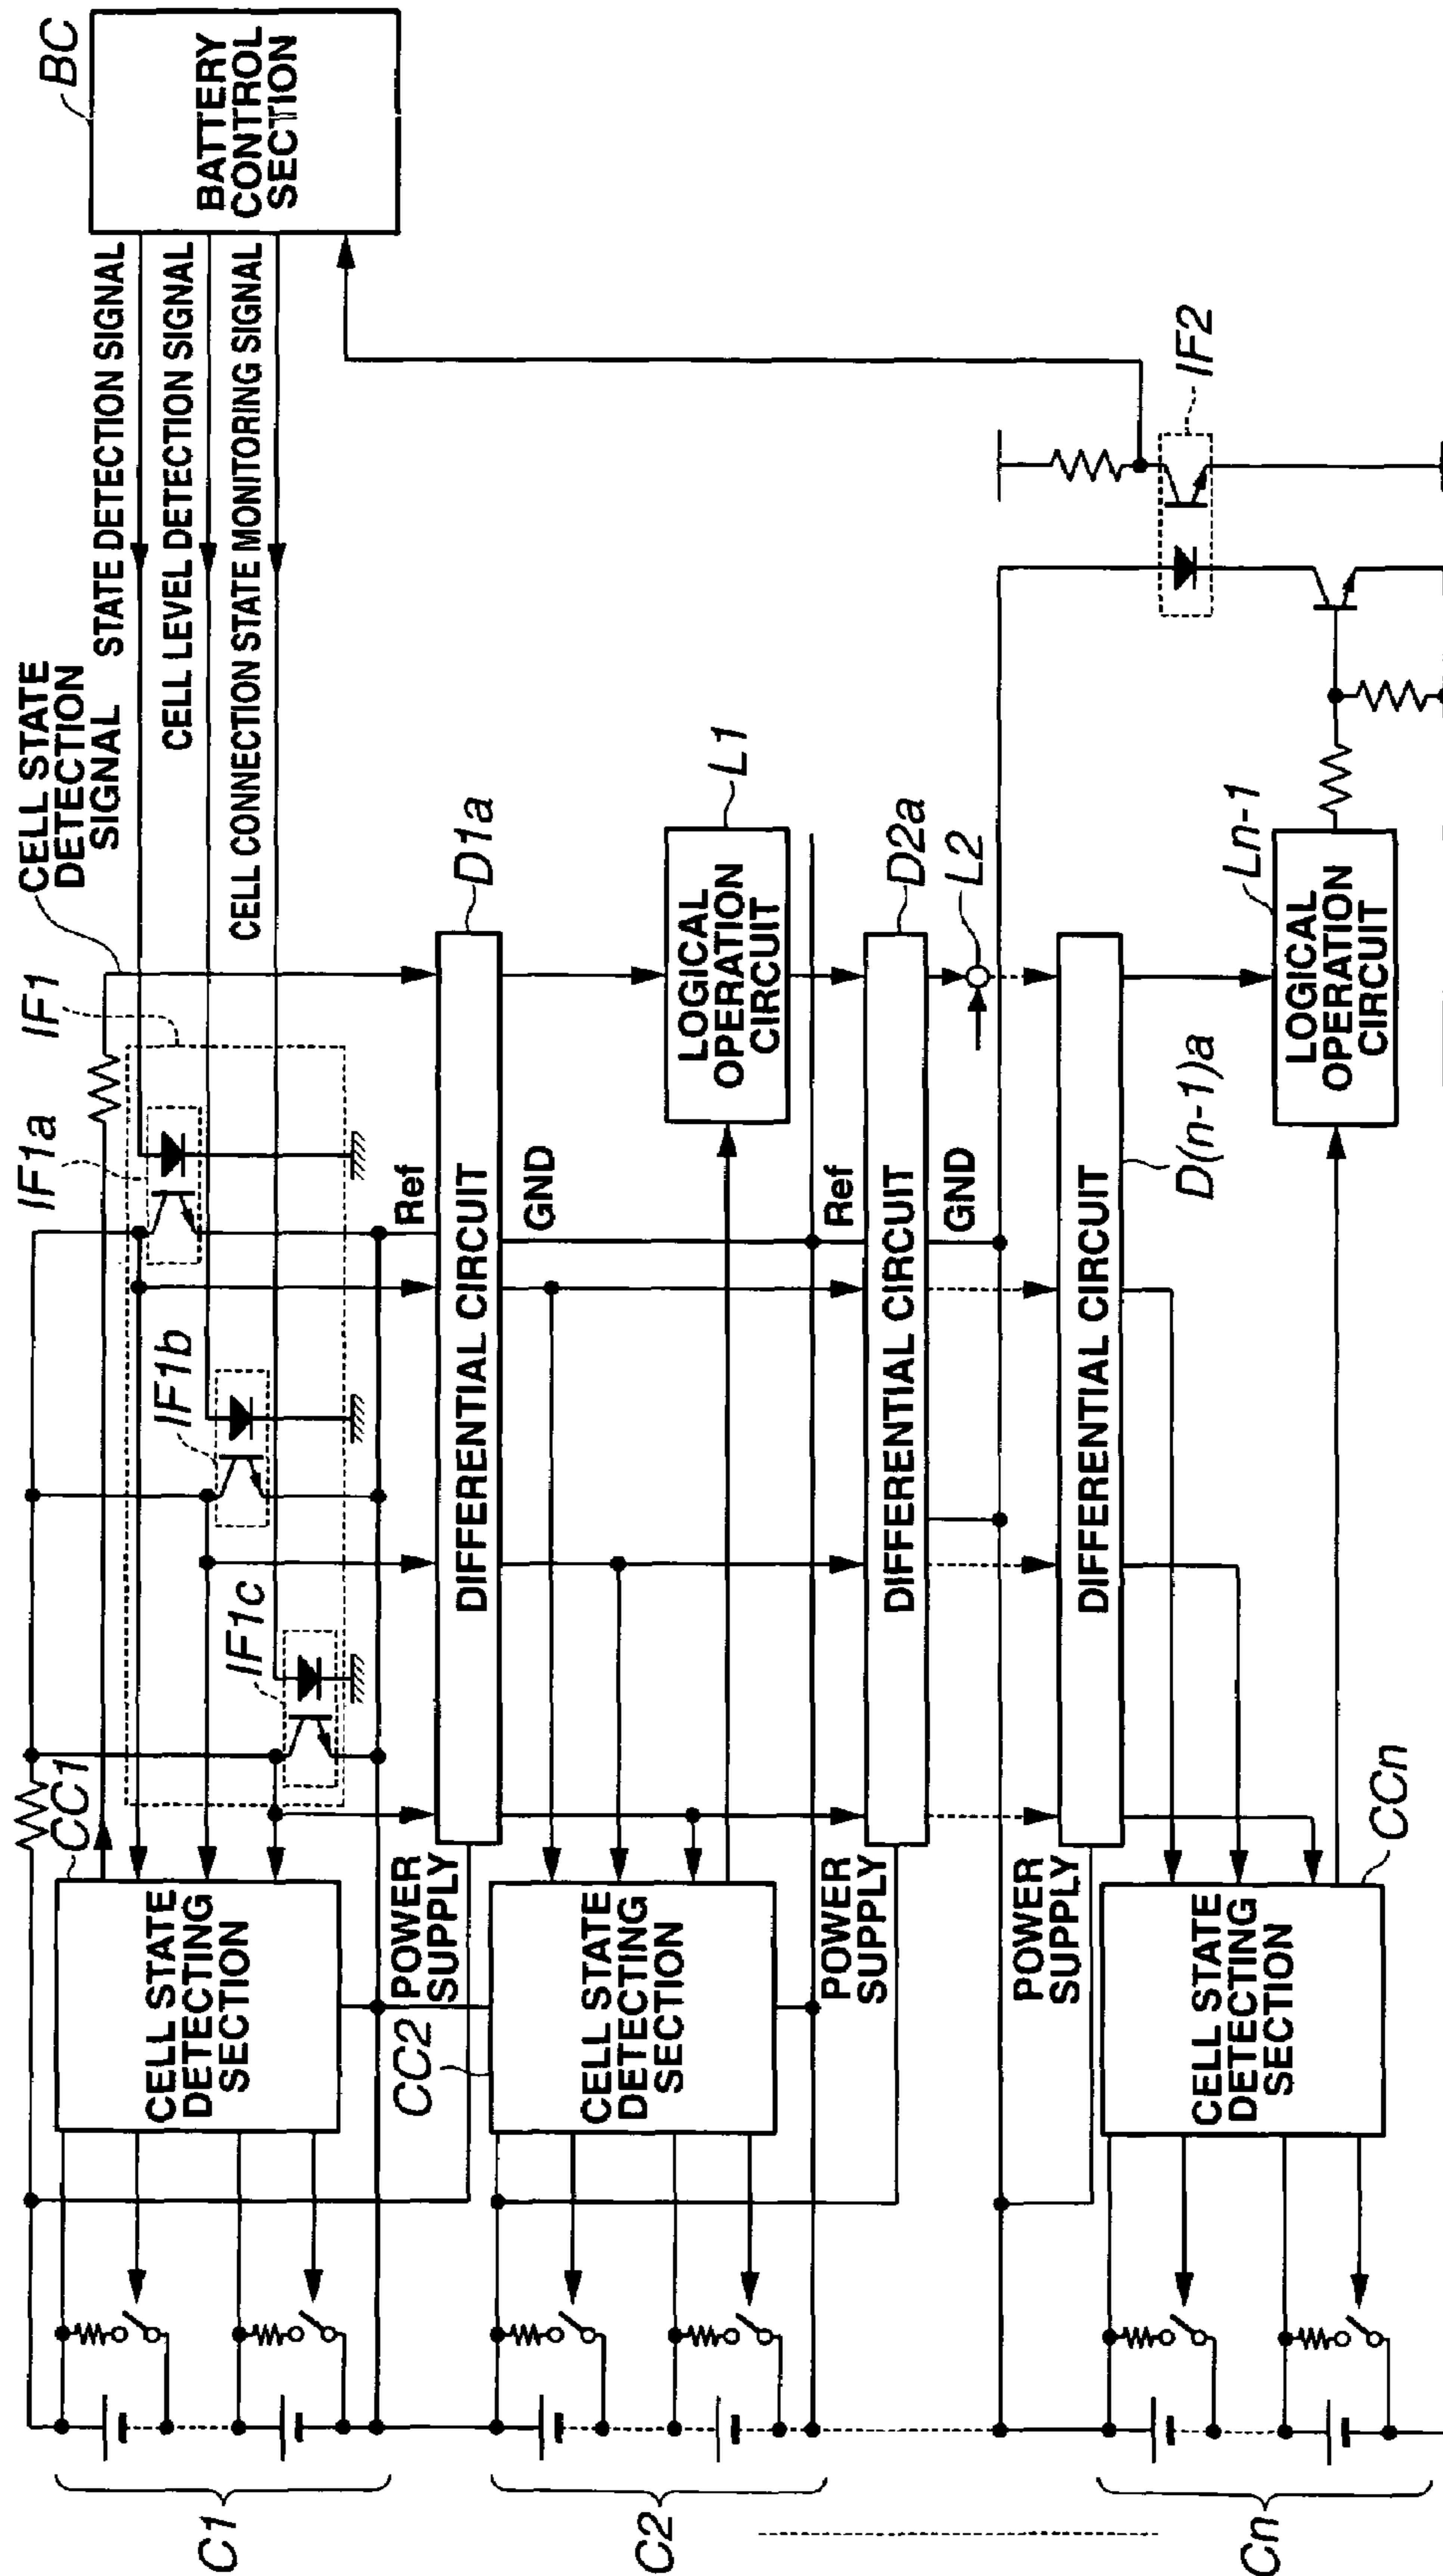 BC
BATTERY
CONTROL
SECTION
STATE DETECTION SIGNAL
CELL LEVEL DETECTION SIGNAL
CELL CONNECTION STATE MONITORING SIGNAL
CELL STATE
DETECTION
SIGNAL
IF1
IF1a
IF1b
IF1c
CC1
CELL STATE
DETECTING
SECTION
C1
D1a
DIFFERENTIAL CIRCUIT
Ref
GND
POWER
SUPPLY
L1
LOGICAL
OPERATION
CIRCUIT
CC2
CELL STATE
DETECTING
SECTION
C2
D2a
DIFFERENTIAL CIRCUIT
Ref
GND
POWER
SUPPLY
L2
D(n-1)a
DIFFERENTIAL CIRCUIT
POWER
SUPPLY
IF2
Ln-1
LOGICAL
OPERATION
CIRCUIT
CCn
CELL STATE
DETECTING
SECTION
Cn